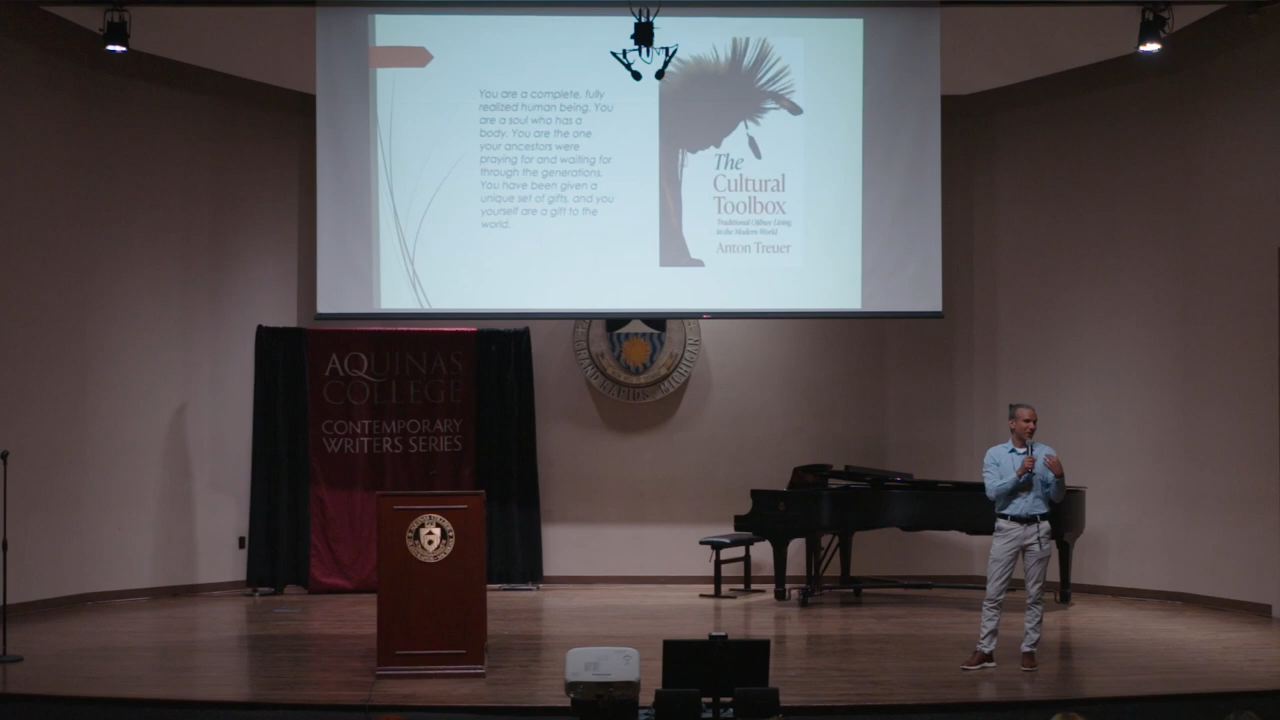 You are a complete, fully
realized human being. You
are a soul who has a
body. You are the one
your ancestors were
praying for and waiting for
through the generations.
You have been given a
unique set of gifts, and you
yourself are a gift to the
world.
The
Cultural
Toolbox
Traditional Ojibwe Living
in the Modern World
Anton Treuer
GRAND RAPIDS, MICHIGAN
AQUINAS
COLLEGE
CONTEMPORARY
WRITERS SERIES